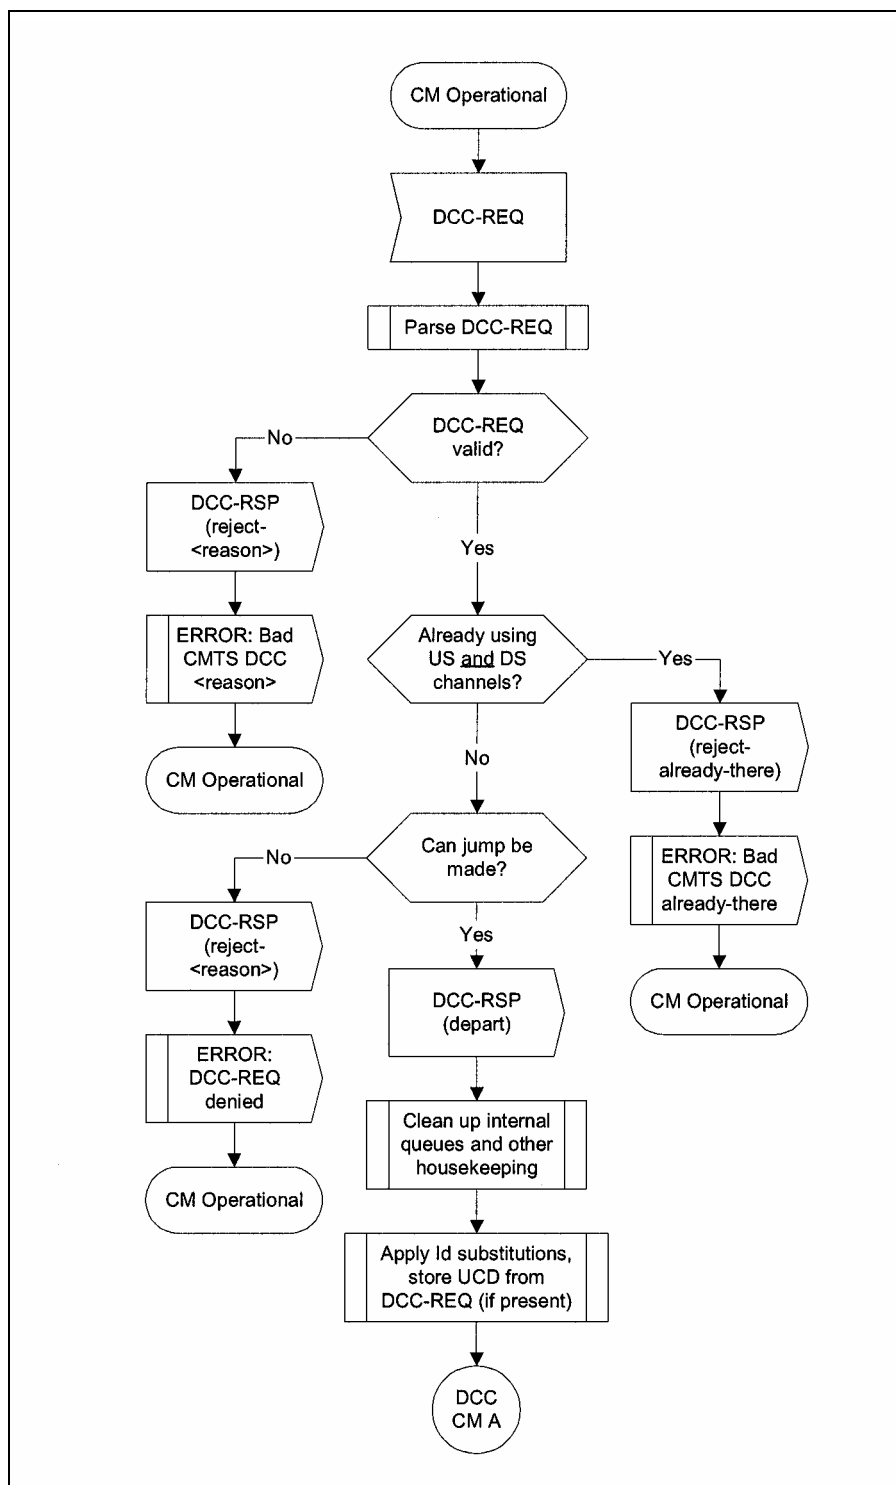 CM Operational
DCC-REQ
Parse DCC-REQ
DCC-REQ
valid?
No
DCC-RSP
(reject-
<reason>)
Yes
ERROR: Bad
CMTS DCC
<reason>
Already using
US and DS
channels?
Yes
DCC-RSP
(reject-
already-there)
CM Operational
No
Can jump be
made?
ERROR: Bad
CMTS DCC
already-there
No
DCC-RSP
(reject-
<reason>)
Yes
DCC-RSP
(depart)
CM Operational
ERROR:
DCC-REQ
denied
Clean up internal
queues and other
housekeeping
CM Operational
Apply Id substitutions,
store UCD from
DCC-REQ (if present)
DCC
CM A